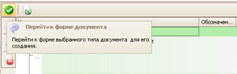 Обозначен...
Перейти к форме документа
Перейти к форме выбранного типа документа для его
создания.